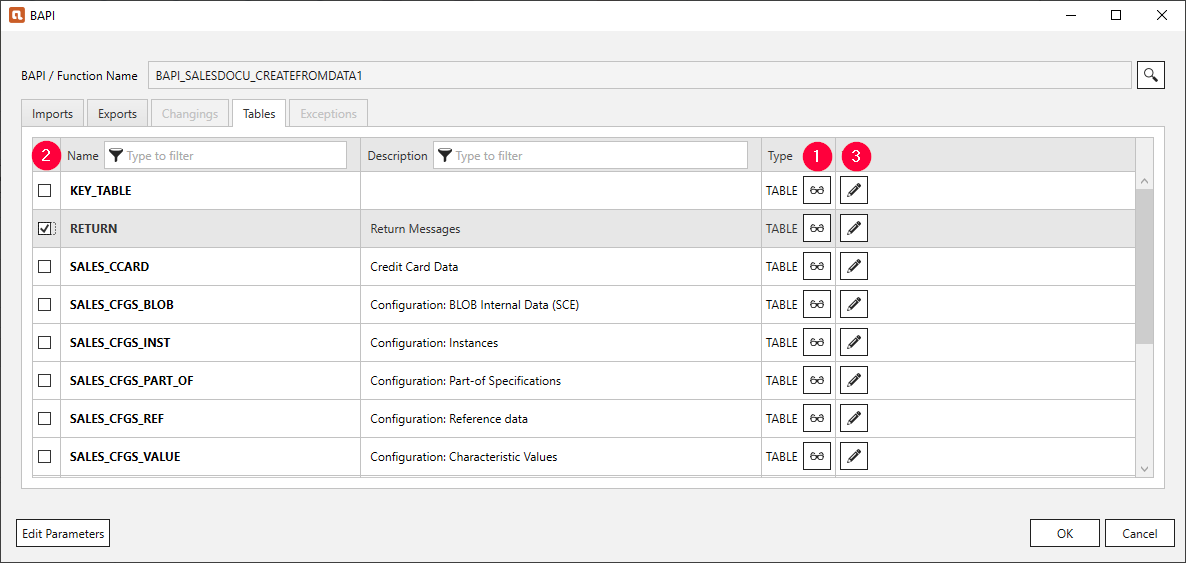 BAPI
BAPI / Function Name BAPI_SALESDOCU_CREATEFROMDATA1
Imports Exports Changings Tables Exceptions
2 Name Type to filter Description Type to filter Type 1 3
KEY_TABLE TABLE
RETURN Return Messages TABLE
SALES_CCARD Credit Card Data TABLE
SALES_CFGS_BLOB Configuration: BLOB Internal Data (SCE) TABLE
SALES_CFGS_INST Configuration: Instances TABLE
SALES_CFGS_PART_OF Configuration: Part-of Specifications TABLE
SALES_CFGS_REF Configuration: Reference data TABLE
SALES_CFGS_VALUE Configuration: Characteristic Values TABLE
Edit Parameters OK Cancel